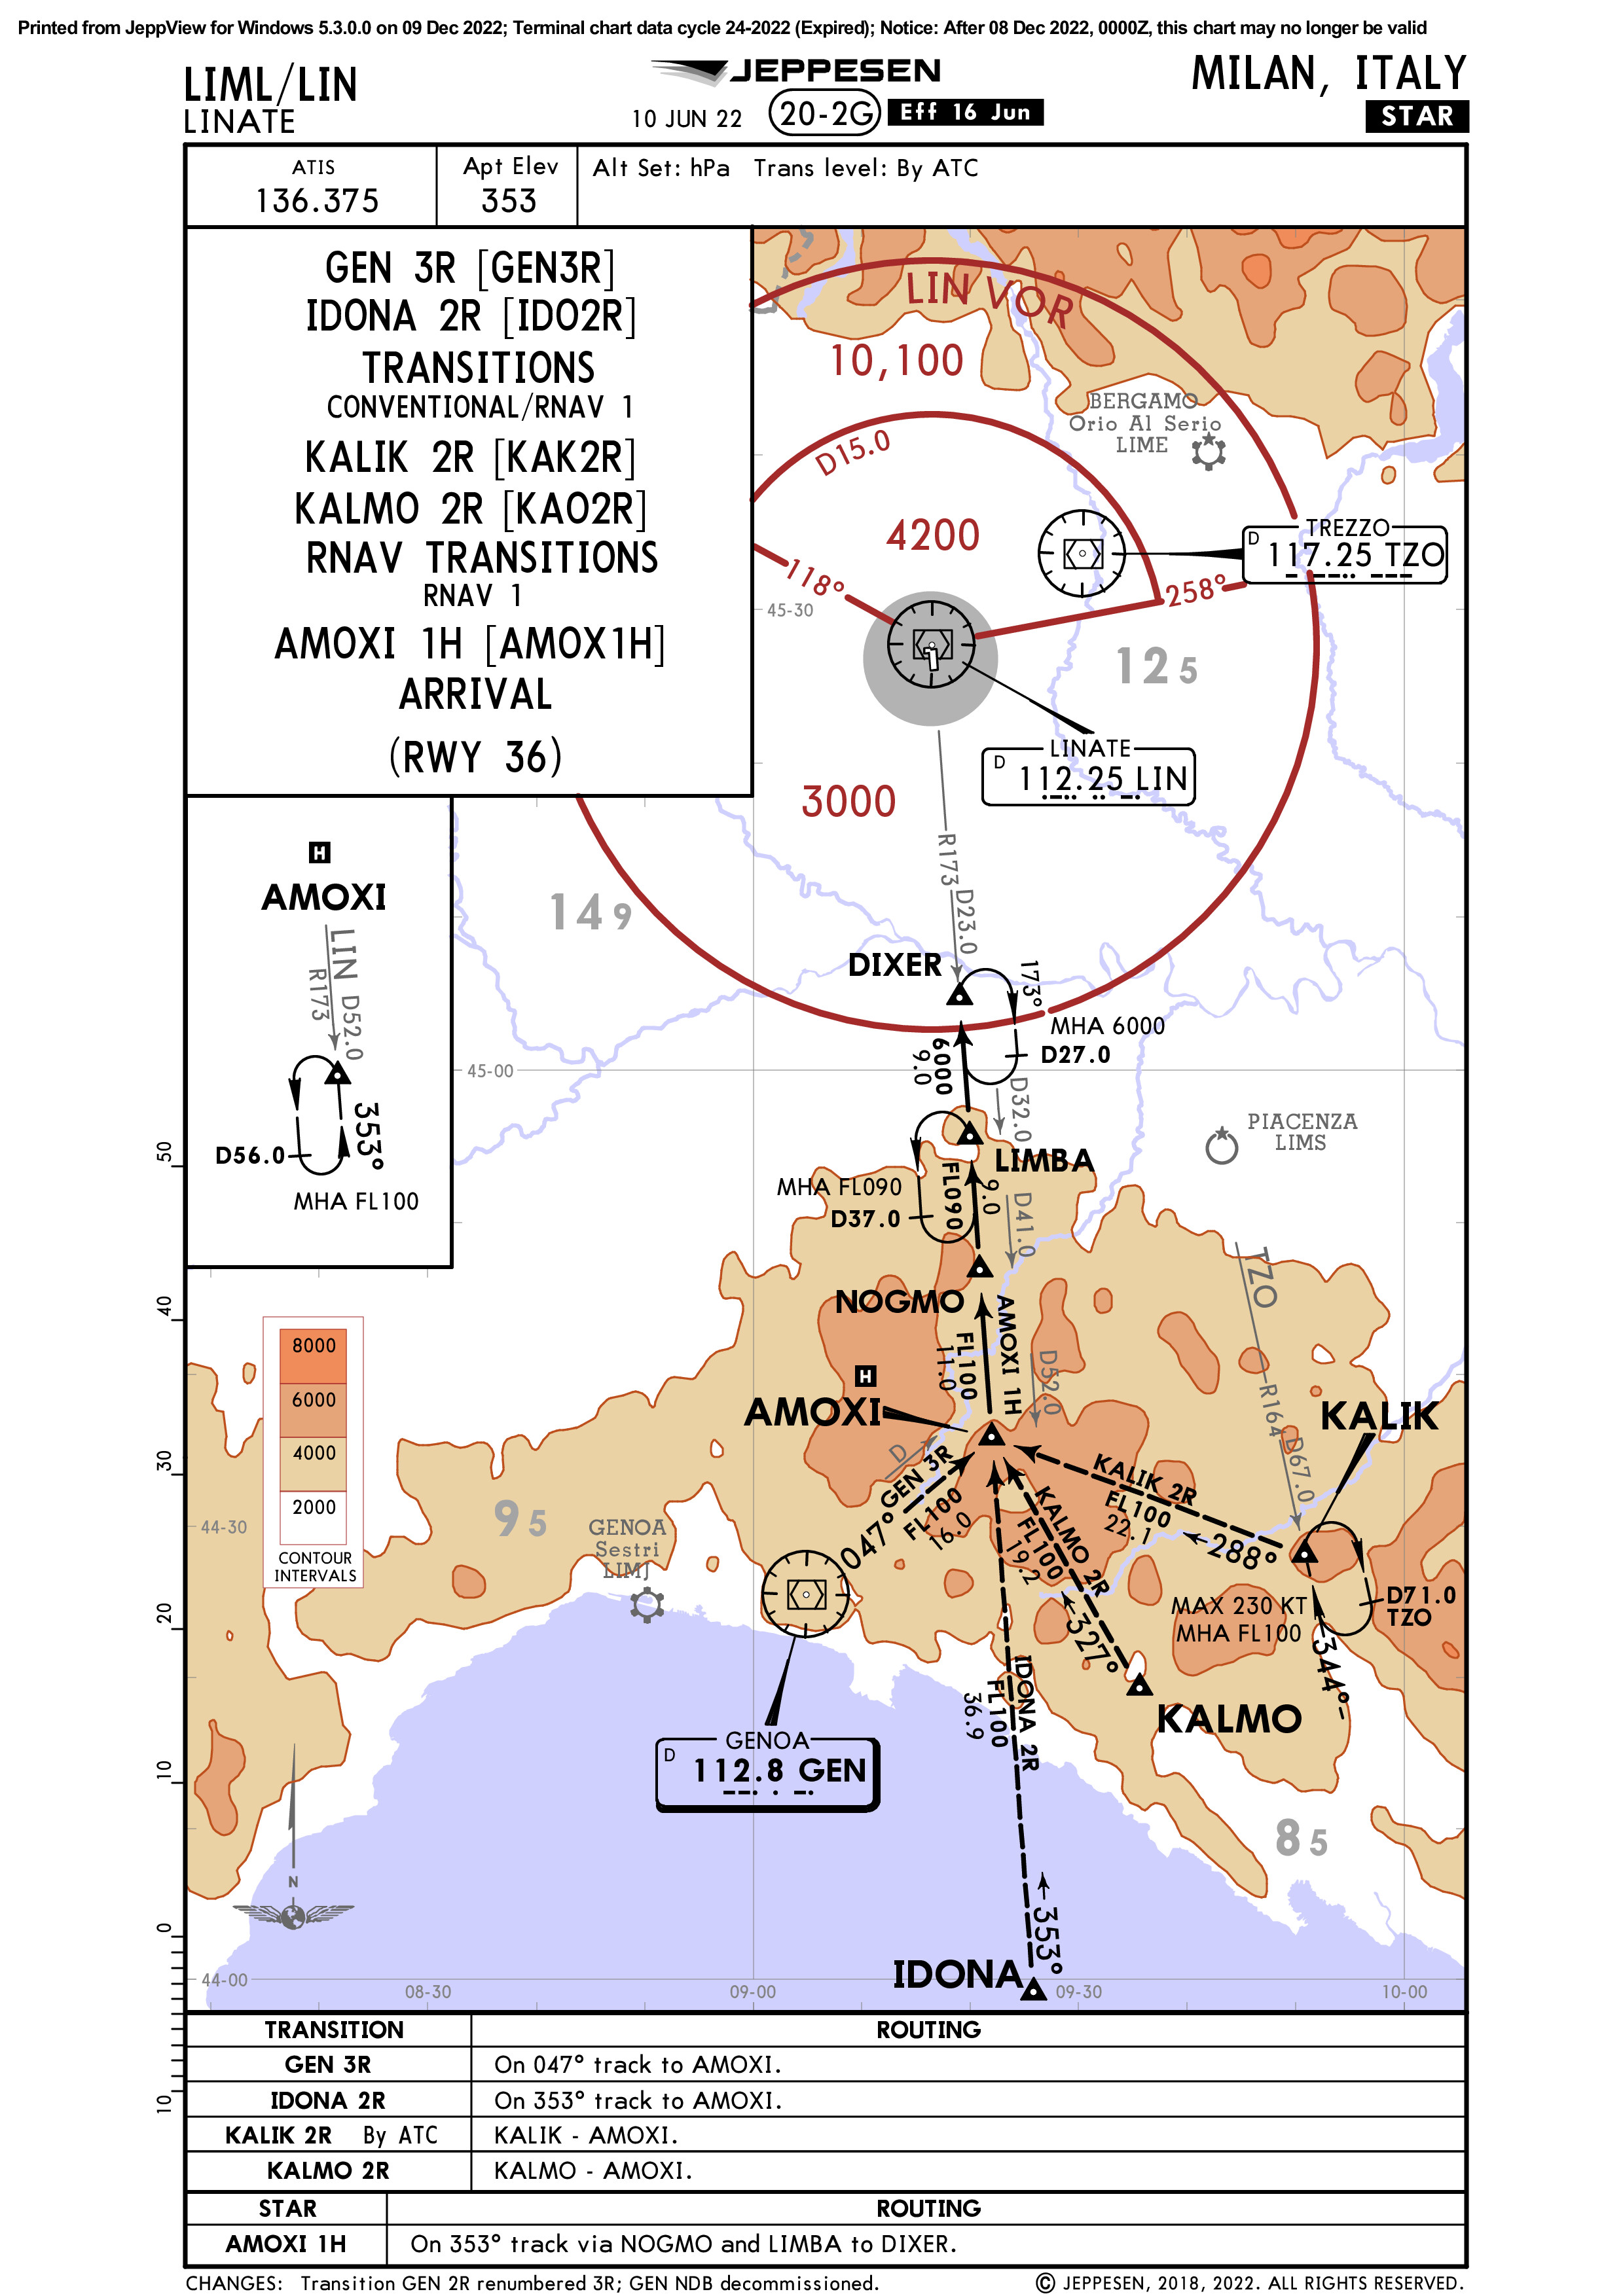 Printed from JeppView for Windows 5.3.0.0 on 09 Dec 2022; Terminal chart data cycle 24-2022 (Expired); Notice: After 08 Dec 2022, 0000Z, this chart may no longer be valid
LIML/LIN
LINATE
JEPPESEN
10 JUN 22
20-2G
Eff 16 Jun
MILAN, ITALY
STAR
ATIS
136.375
Apt Elev
353
Alt Set: hPa Trans level: By ATC
GEN 3R [GEN3R]
IDONA 2R [IDO2R]
TRANSITIONS
CONVENTIONAL/RNAV 1
KALIK 2R [KAK2R]
KALMO 2R [KAO2R]
RNAV TRANSITIONS
RNAV 1
AMOXI 1H [AMOX1H]
ARRIVAL
(RWY 36)
LIN VOR
10,100
BERGAMO
Orio Al Serio
LIME
D15.0
4200
TREZZO
D 117.25 TZO
118°
258°
45-30
125
LINATE
D 112.25 LIN
3000
R173
D23.0
149
H
AMOXI
LIN
R173
D52.0
353°
D56.0
MHA FL100
DIXER
173°
MHA 6000
D27.0
6000
9.0
45-00
D32.0
PIACENZA
LIMS
LIMBA
MHA FL090
D37.0
FL090
9.0
D41.0
NOGMO
TZO
R164
D67.0
AMOXI 1H
FL100
11.0
D52.0
H
AMOXI
D
KALIK
8000
6000
4000
2000
CONTOUR
INTERVALS
GEN 3R
047°
FL100
16.0
KALIK 2R
FL100
22.1
288°
KALMO 2R
FL100
19.2
327°
44-30
95
GENOA
Sestri
LIMJ
MAX 230 KT
MHA FL100
D71.0
TZO
344°
KALMO
IDONA 2R
FL100
36.9
GENOA
D 112.8 GEN
85
N
353°
IDONA
44-00
08-30
09-00
09-30
10-00
50
40
30
20
10
0
10
TRANSITION ROUTING
GEN 3R On 047° track to AMOXI.
IDONA 2R On 353° track to AMOXI.
KALIK 2R By ATC KALIK - AMOXI.
KALMO 2R KALMO - AMOXI.
STAR ROUTING
AMOXI 1H On 353° track via NOGMO and LIMBA to DIXER.
CHANGES: Transition GEN 2R renumbered 3R; GEN NDB decommissioned.
© JEPPESEN, 2018, 2022. ALL RIGHTS RESERVED.